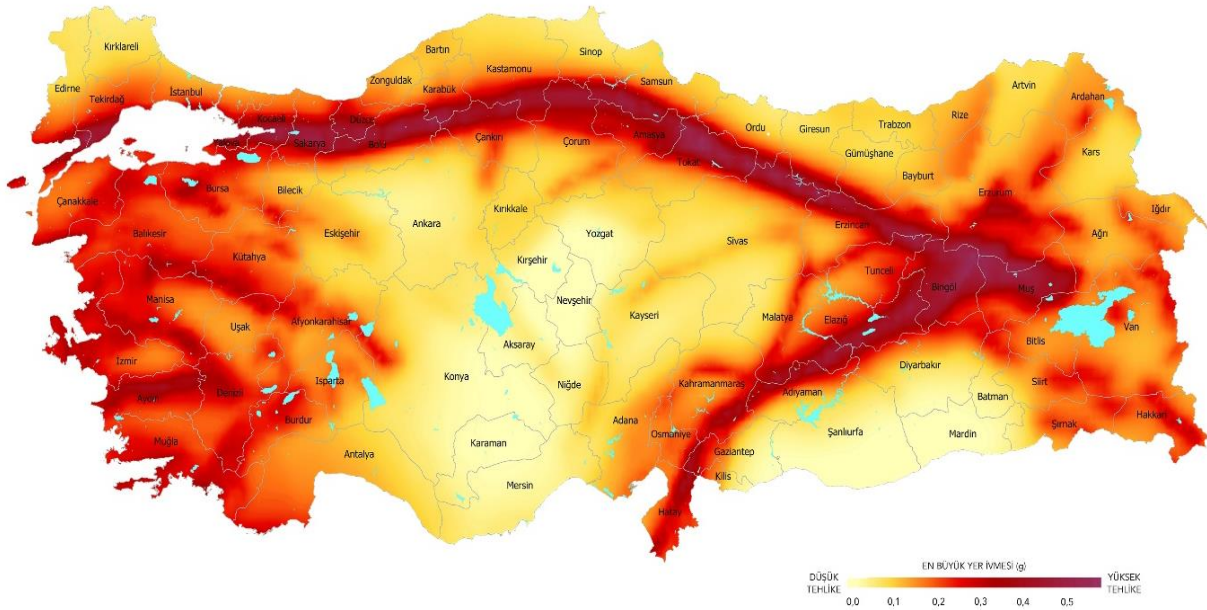 Kırklareli
Edirne
Tekirdağ
İstanbul
Kocaeli
Sakarya
Düzce
Bolu
Zonguldak
Bartın
Karabük
Kastamonu
Sinop
Samsun
Çankırı
Çorum
Amasya
Tokat
Ordu
Giresun
Trabzon
Gümüşhane
Bayburt
Rize
Artvin
Ardahan
Kars
Iğdır
Ağrı
Erzurum
Erzincan
Çanakkale
Balıkesir
Bursa
Bilecik
Kütahya
Eskişehir
Ankara
Kırıkkale
Yozgat
Kırşehir
Nevşehir
Sivas
Kayseri
Malatya
Tunceli
Elazığ
Bingöl
Muş
Bitlis
Van
Manisa
Uşak
Afyonkarahisar
İzmir
Aydın
Denizli
Isparta
Burdur
Muğla
Antalya
Konya
Aksaray
Niğde
Karaman
Mersin
Adana
Osmaniye
Kahramanmaraş
Adıyaman
Gaziantep
Kilis
Hatay
Şanlıurfa
Diyarbakır
Mardin
Batman
Siirt
Şırnak
Hakkari
EN BÜYÜK YER İVMESİ (g)
DÜŞÜK
TEHLİKE
YÜKSEK
TEHLİKE
0,0 0,1 0,2 0,3 0,4 0,5